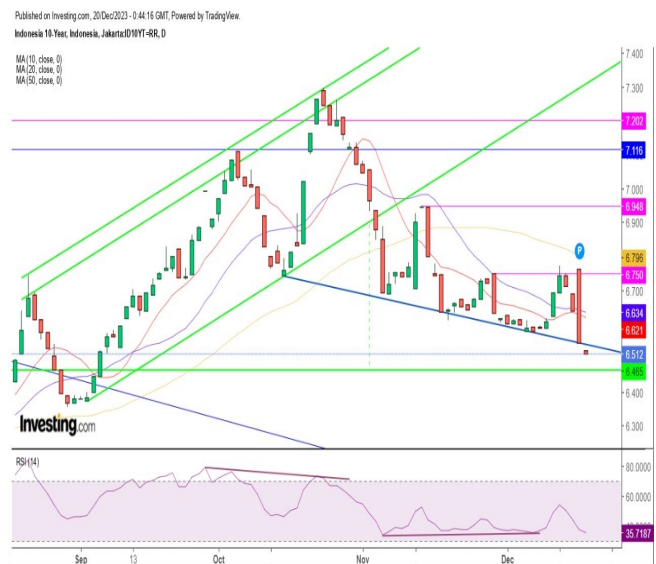 Published on Investing.com, 20/Dec/2023 - 0:44:16 GMT, Powered by TradingView.
Indonesia 10-Year, Indonesia, Jakarta:ID10YT=RR, D
MA (10, close, 0)
MA (20, close, 0)
MA (50, close, 0)
7.400
7.300
7.202
7.116
7.000
6.948
6.796
6.750
6.700
6.634
6.621
6.512
6.465
6.400
6.300
P
Investing.com
RSI (14)
80.0000
60.0000
35.7187
Sep 13 Oct Nov Dec